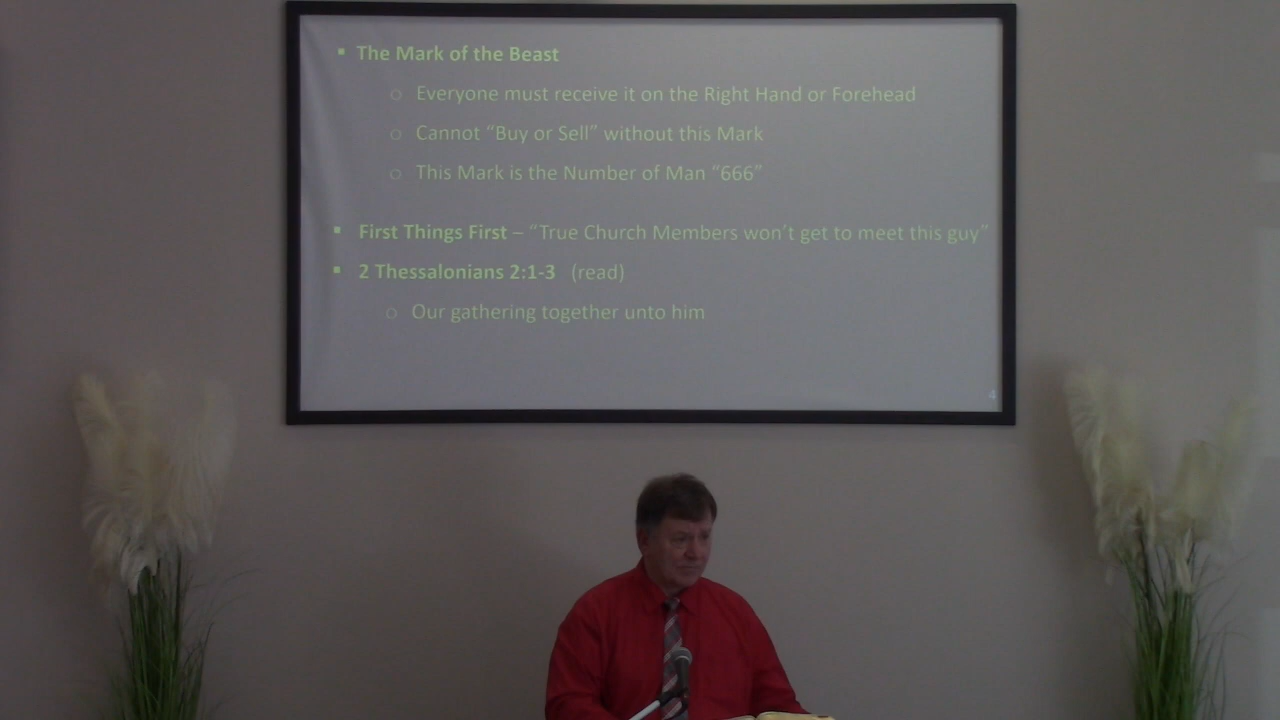 ▪ The Mark of the Beast
o Everyone must receive it on the Right Hand or Forehead
o Cannot “Buy or Sell” without this Mark
o This Mark is the Number of Man “666”
▪ First Things First – “True Church Members won’t get to meet this guy”
▪ 2 Thessalonians 2:1-3 (read)
o Our gathering together unto him
4